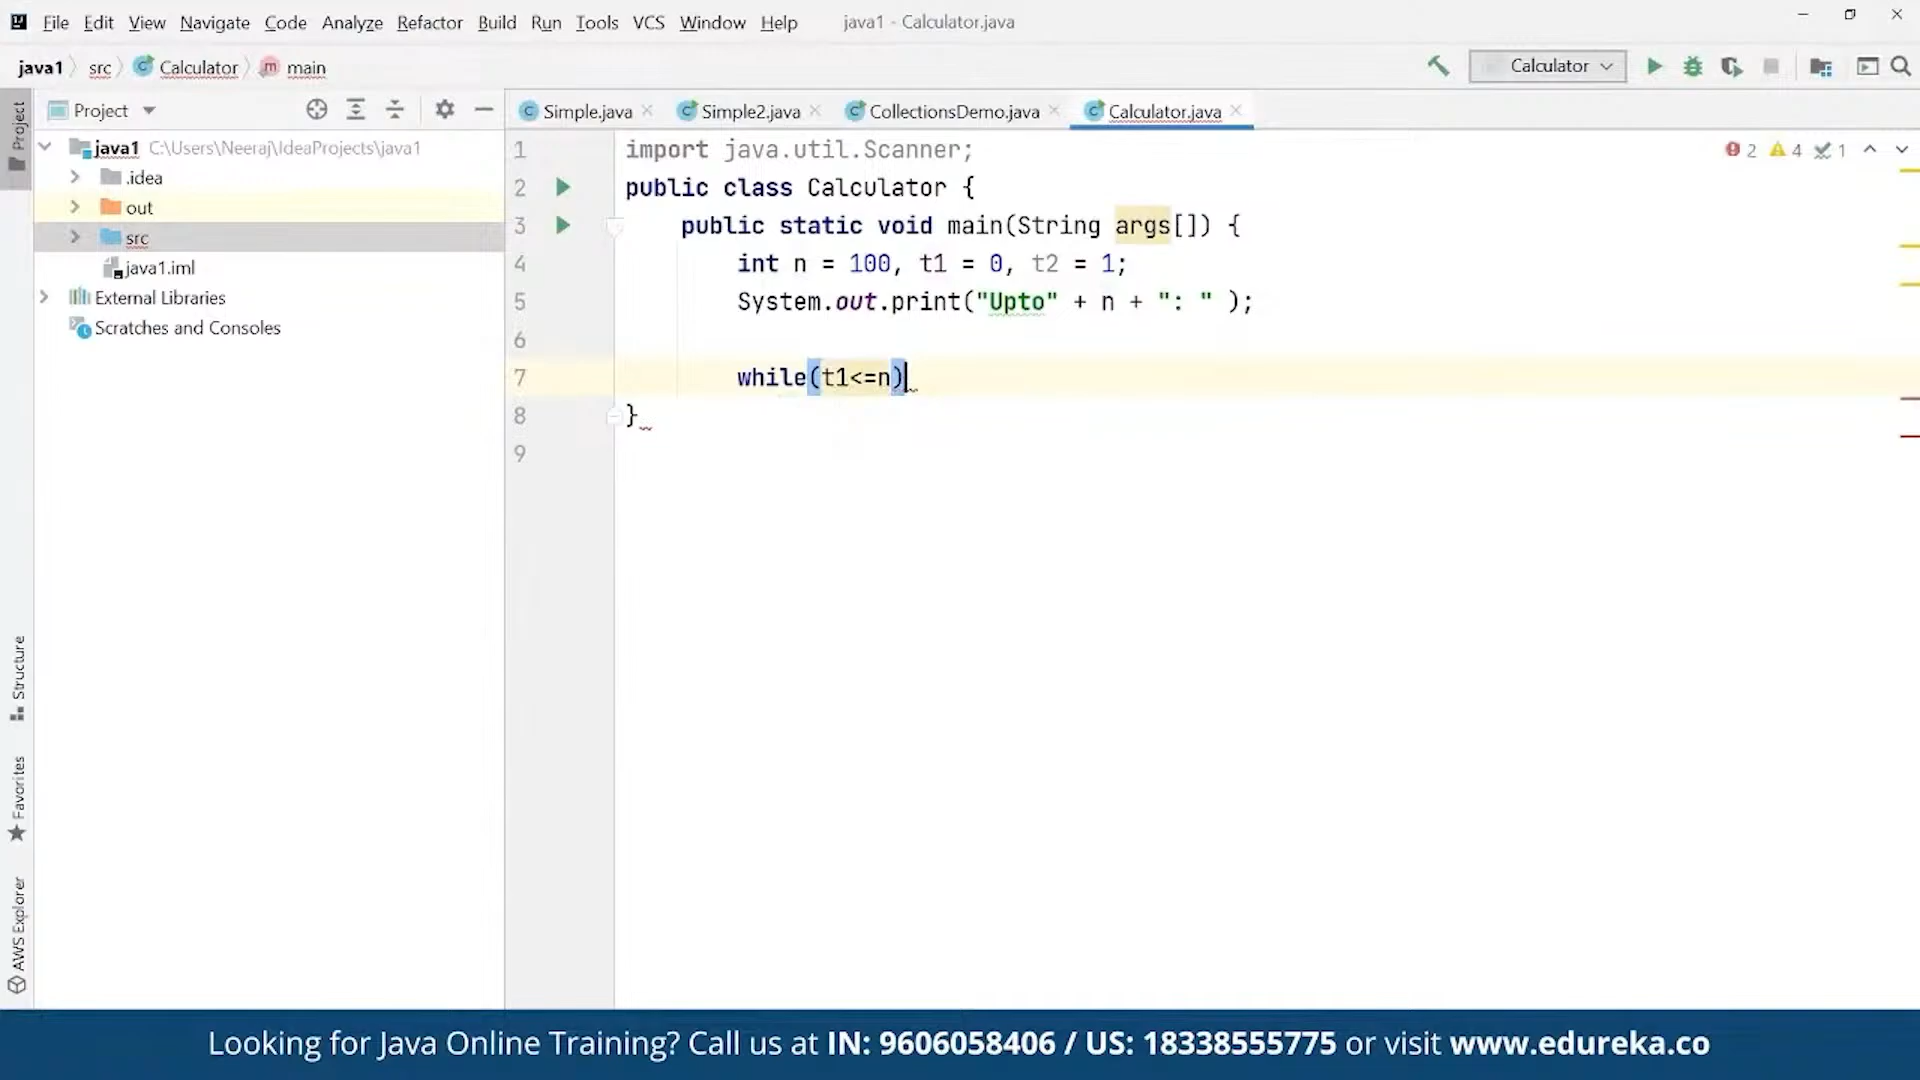 File Edit View Navigate Code Analyze Refactor Build Run Tools VCS Window Help java1 - Calculator.java
java1 src Calculator m main Calculator
Project
Project
Simple.java Simple2.java CollectionsDemo.java Calculator.java
java1 C:\Users\Neeraj\IdeaProjects\java1
.idea
out
src
java1.iml
External Libraries
Scratches and Consoles
Structure
Favorites
AWS Explorer
2 4 1
1 import java.util.Scanner;
2 public class Calculator {
3 public static void main(String args[]) {
4 int n = 100, t1 = 0, t2 = 1;
5 System.out.print("Upto" + n + ": " );
6
7 while(t1<=n)
8 }
9
Looking for Java Online Training? Call us at IN: 9606058406 / US: 18338555775 or visit www.edureka.co